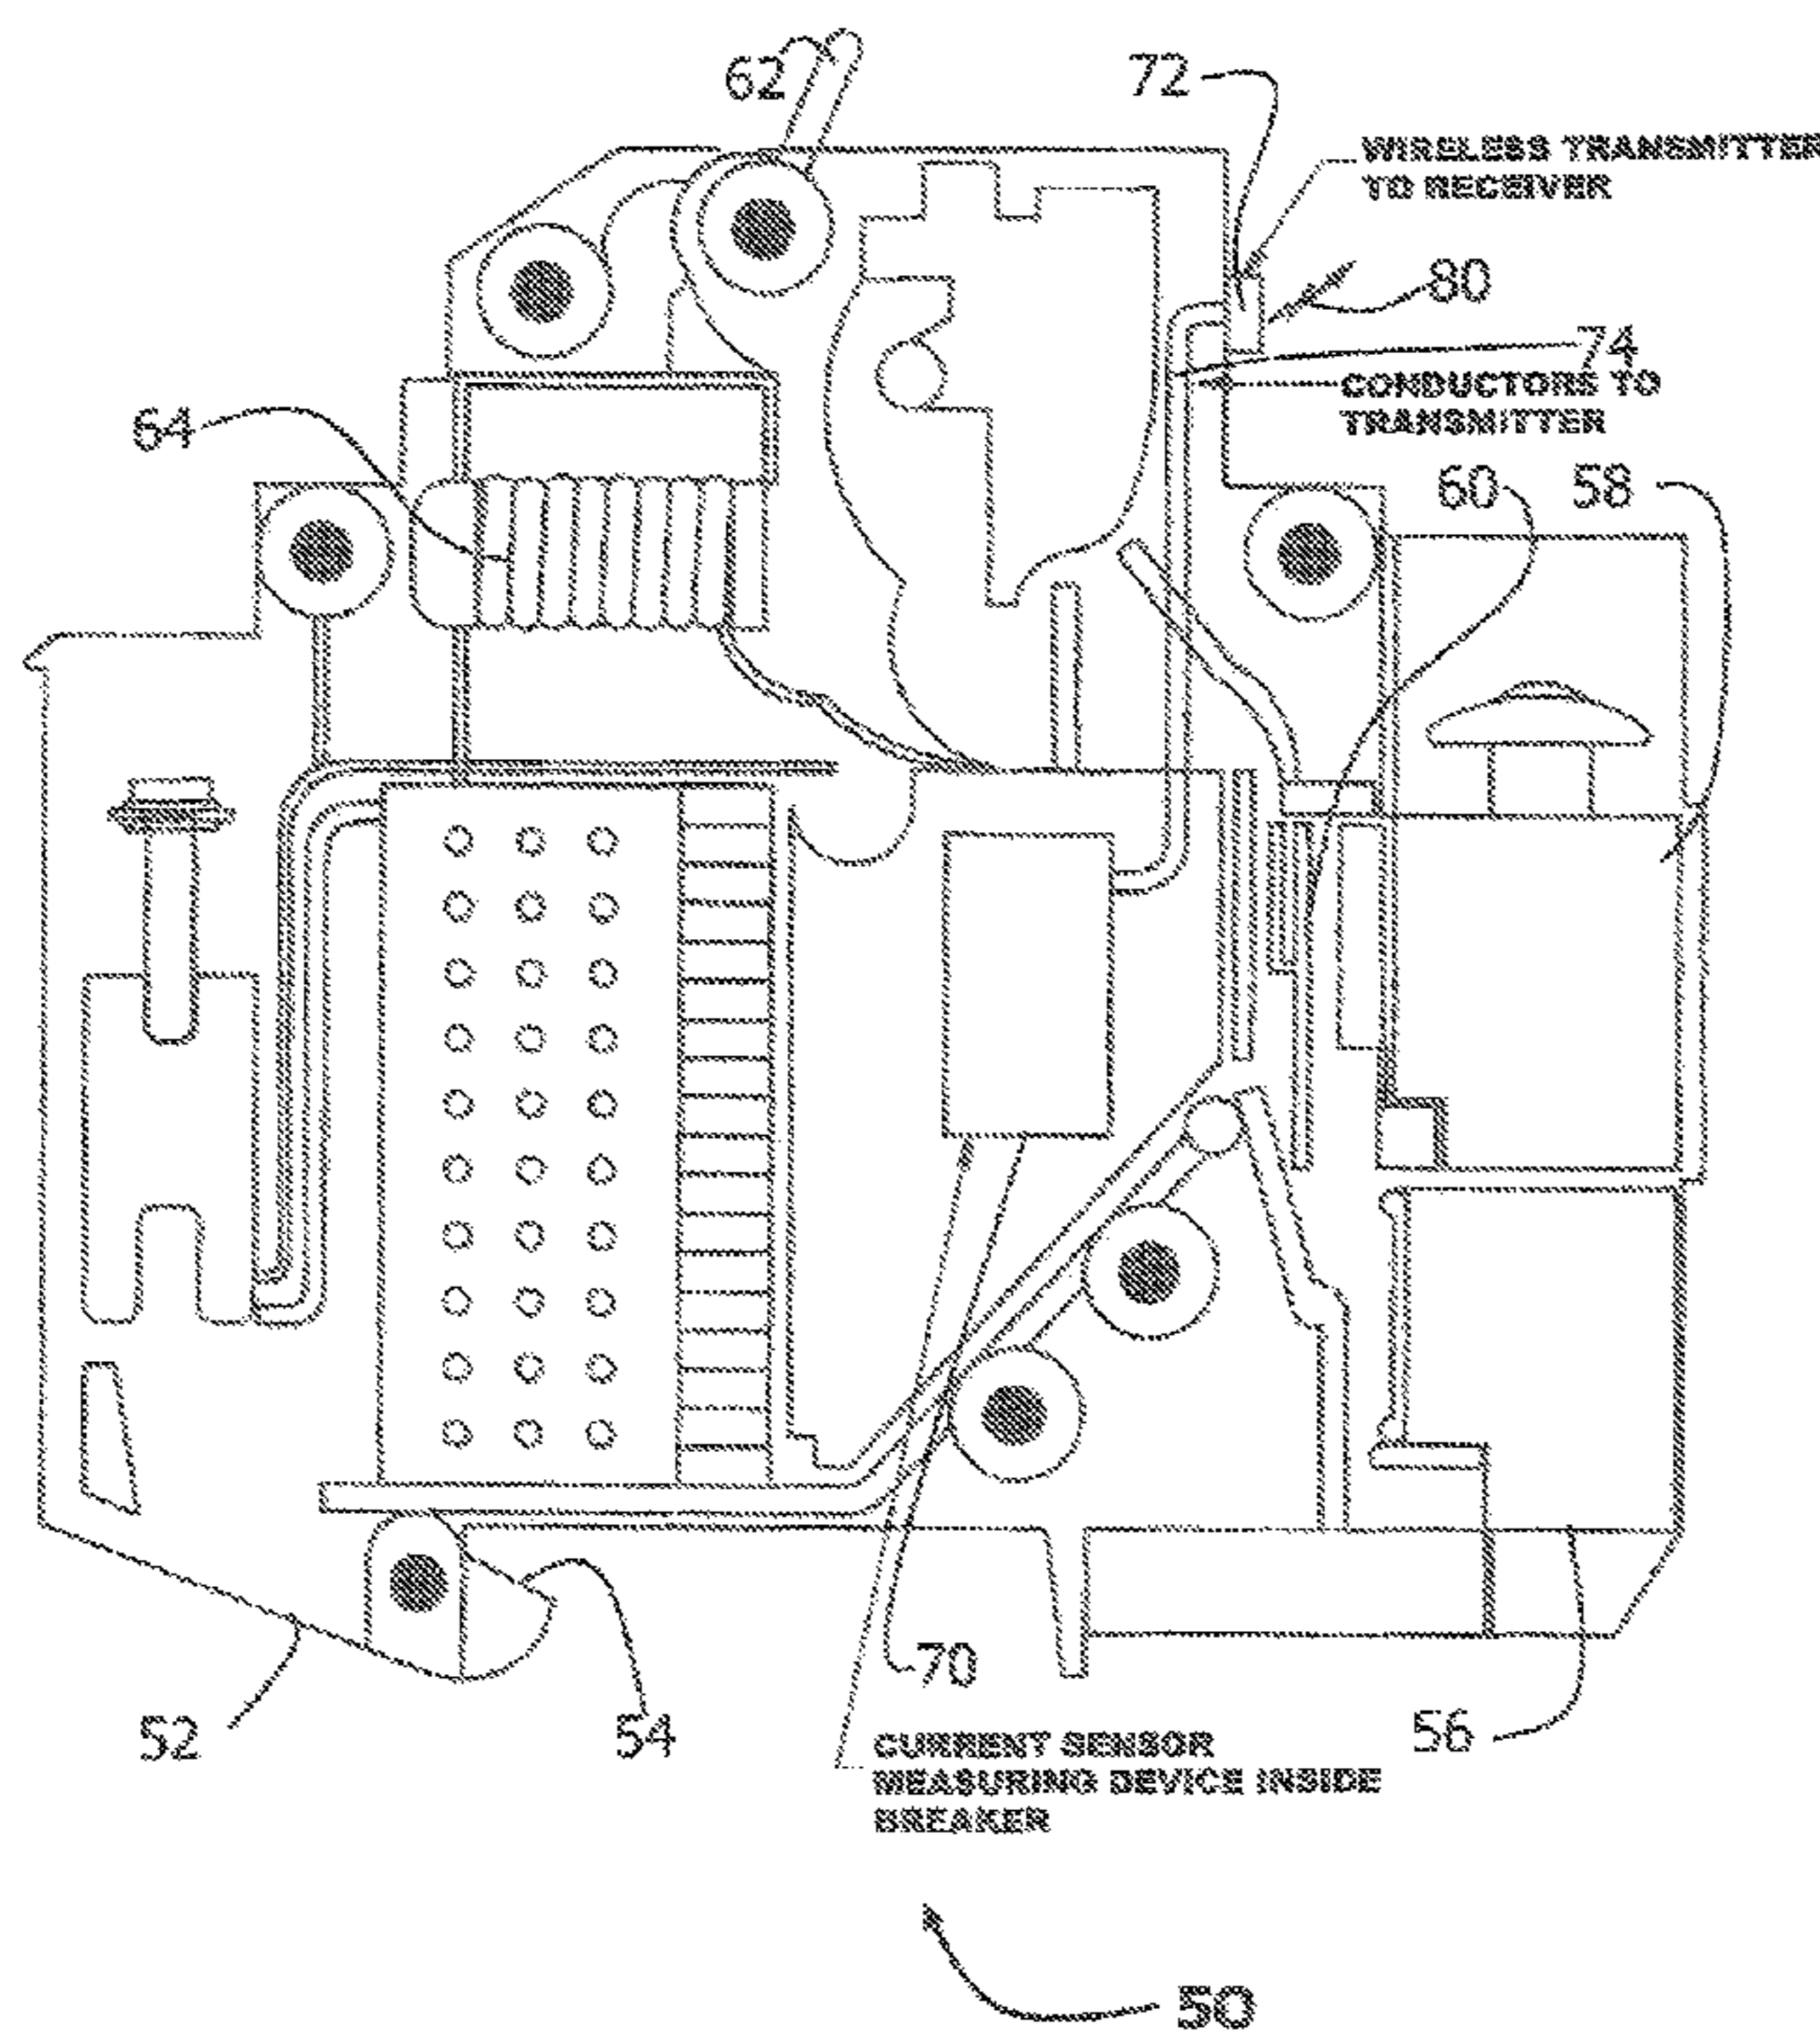 62
72
WIRELESS TRANSMITTER
TO RECEIVER
80
74
CONDUCTORS TO
TRANSMITTER
64
60
58
70
52
54
56
CURRENT SENSOR
MEASURING DEVICE INSIDE
BREAKER
50